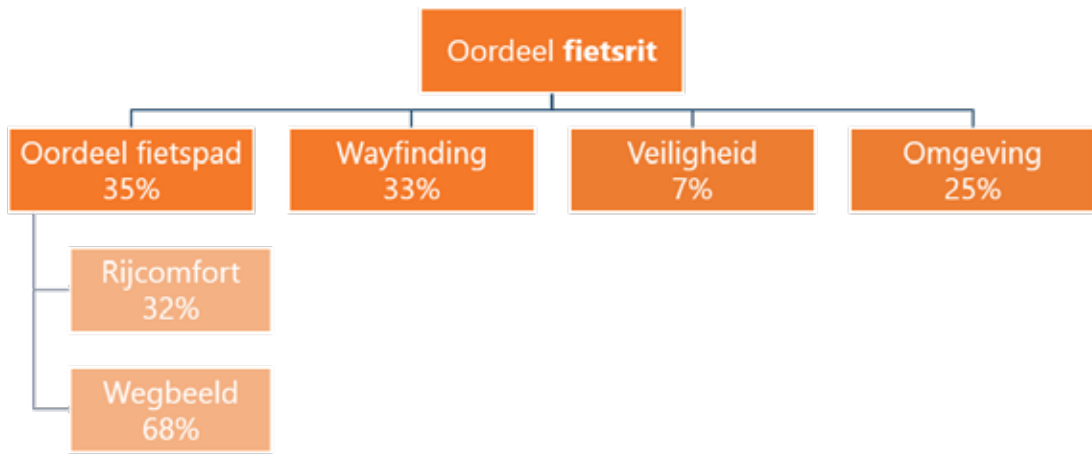 Oordeel fietsrit
Oordeel fietspad
35%
Wayfinding
33%
Veiligheid
7%
Omgeving
25%
Rijcomfort
32%
Wegbeeld
68%